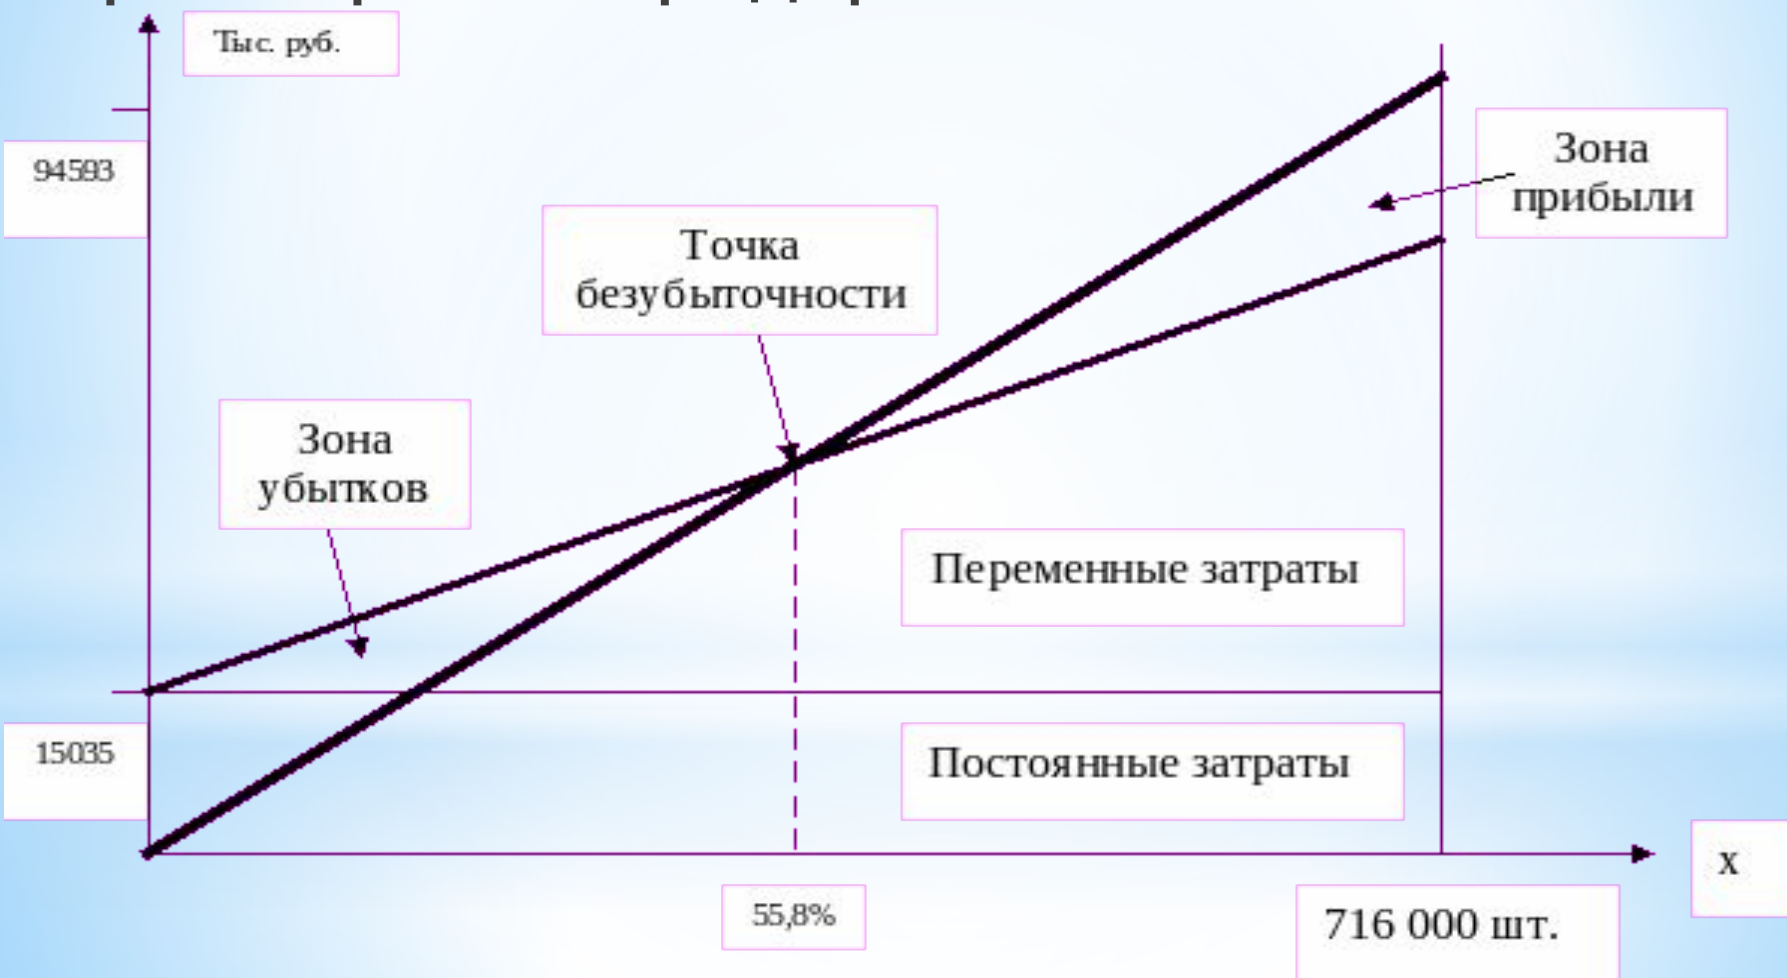 Тыс. руб.
94593
Зона
прибыли
Точка
безубыточности
Зона
убытков
Переменные затраты
15035
Постоянные затраты
х
55,8%
716 000 шт.